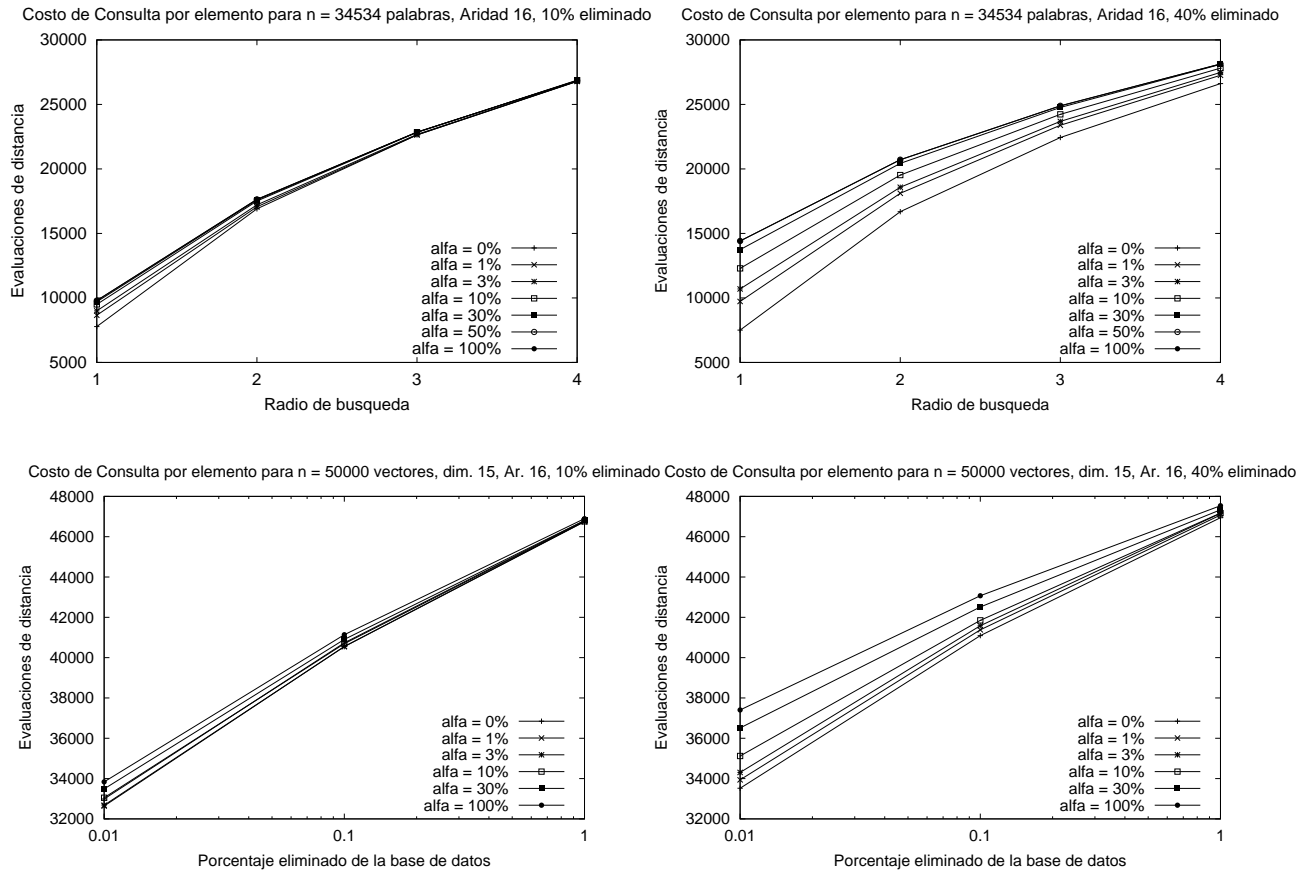 Costo de Consulta por elemento para n = 34534 palabras, Aridad 16, 10% eliminado
30000
25000
20000
15000
10000
5000
Evaluaciones de distancia
alfa = 0%
alfa = 1%
alfa = 3%
alfa = 10%
alfa = 30%
alfa = 50%
alfa = 100%
1 2 3 4
Radio de busqueda
Costo de Consulta por elemento para n = 34534 palabras, Aridad 16, 40% eliminado
30000
25000
20000
15000
10000
5000
Evaluaciones de distancia
alfa = 0%
alfa = 1%
alfa = 3%
alfa = 10%
alfa = 30%
alfa = 50%
alfa = 100%
1 2 3 4
Radio de busqueda
Costo de Consulta por elemento para n = 50000 vectores, dim. 15, Ar. 16, 10% eliminado
48000
46000
44000
42000
40000
38000
36000
34000
32000
Evaluaciones de distancia
alfa = 0%
alfa = 1%
alfa = 3%
alfa = 10%
alfa = 30%
alfa = 100%
0.01 0.1 1
Porcentaje eliminado de la base de datos
Costo de Consulta por elemento para n = 50000 vectores, dim. 15, Ar. 16, 40% eliminado
48000
46000
44000
42000
40000
38000
36000
34000
32000
Evaluaciones de distancia
alfa = 0%
alfa = 1%
alfa = 3%
alfa = 10%
alfa = 30%
alfa = 100%
0.01 0.1 1
Porcentaje eliminado de la base de datos